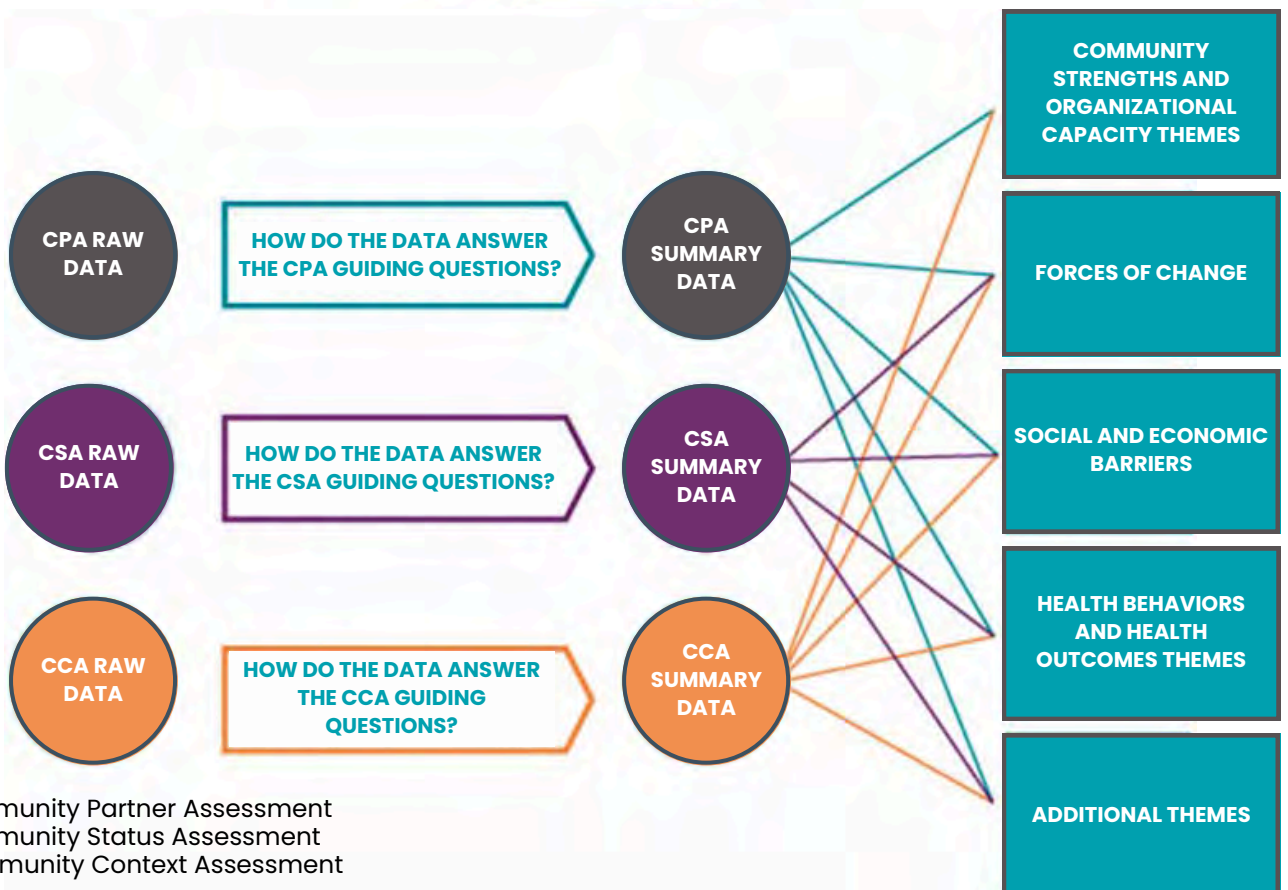 COMMUNITY
STRENGTHS AND
ORGANIZATIONAL
CAPACITY THEMES
CPA RAW
DATA
HOW DO THE DATA ANSWER
THE CPA GUIDING QUESTIONS?
CPA
SUMMARY
DATA
FORCES OF CHANGE
CSA RAW
DATA
HOW DO THE DATA ANSWER
THE CSA GUIDING QUESTIONS?
CSA
SUMMARY
DATA
SOCIAL AND ECONOMIC
BARRIERS
CCA RAW
DATA
HOW DO THE DATA ANSWER
THE CCA GUIDING
QUESTIONS?
CCA
SUMMARY
DATA
HEALTH BEHAVIORS
AND HEALTH
OUTCOMES THEMES
ADDITIONAL THEMES
munity Partner Assessment
munity Status Assessment
munity Context Assessment